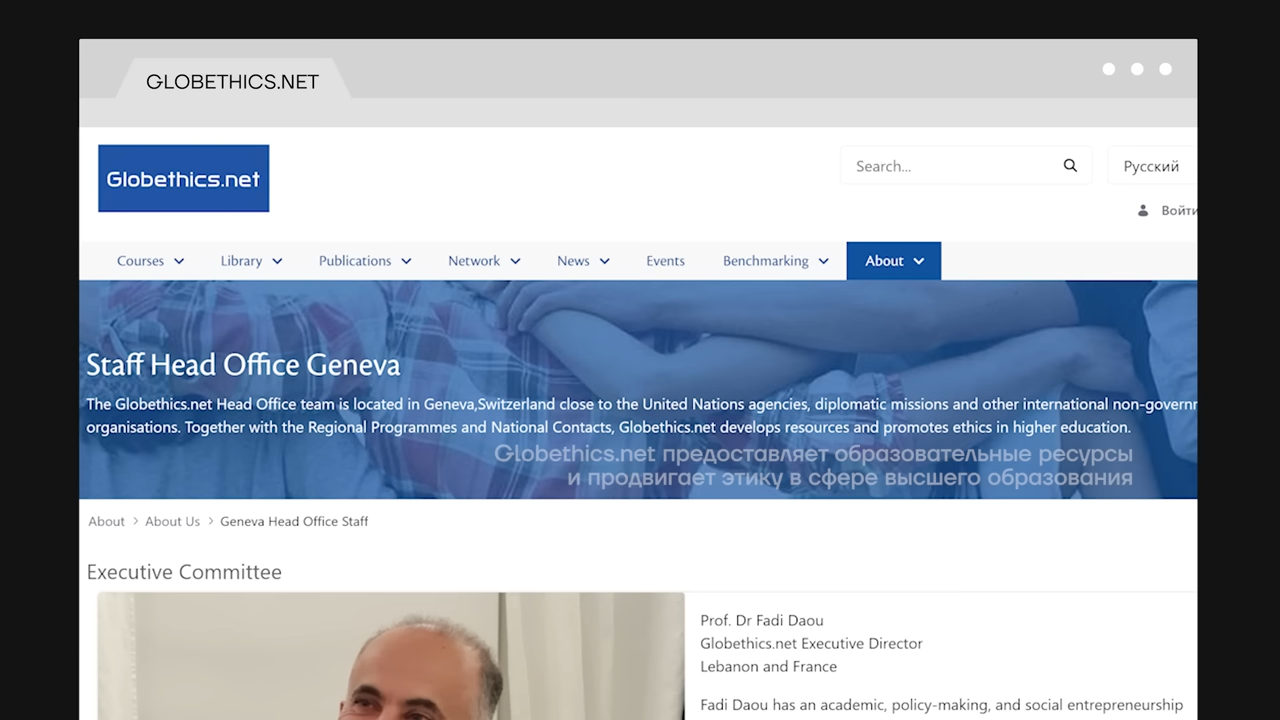 GLOBETHICS.NET
Globethics.net
Search...
Русский
Войти
Courses
Library
Publications
Network
News
Events
Benchmarking
About
Staff Head Office Geneva
The Globethics.net Head Office team is located in Geneva,Switzerland close to the United Nations agencies, diplomatic missions and other international non-governr
organisations. Together with the Regional Programmes and National Contacts, Globethics.net develops resources and promotes ethics in higher education.
Globethics.net предоставляет образовательные ресурсы
и продвигает этику в сфере высшего образования
About > About Us > Geneva Head Office Staff
Executive Committee
Prof. Dr Fadi Daou
Globethics.net Executive Director
Lebanon and France
Fadi Daou has an academic, policy-making, and social entrepreneurship